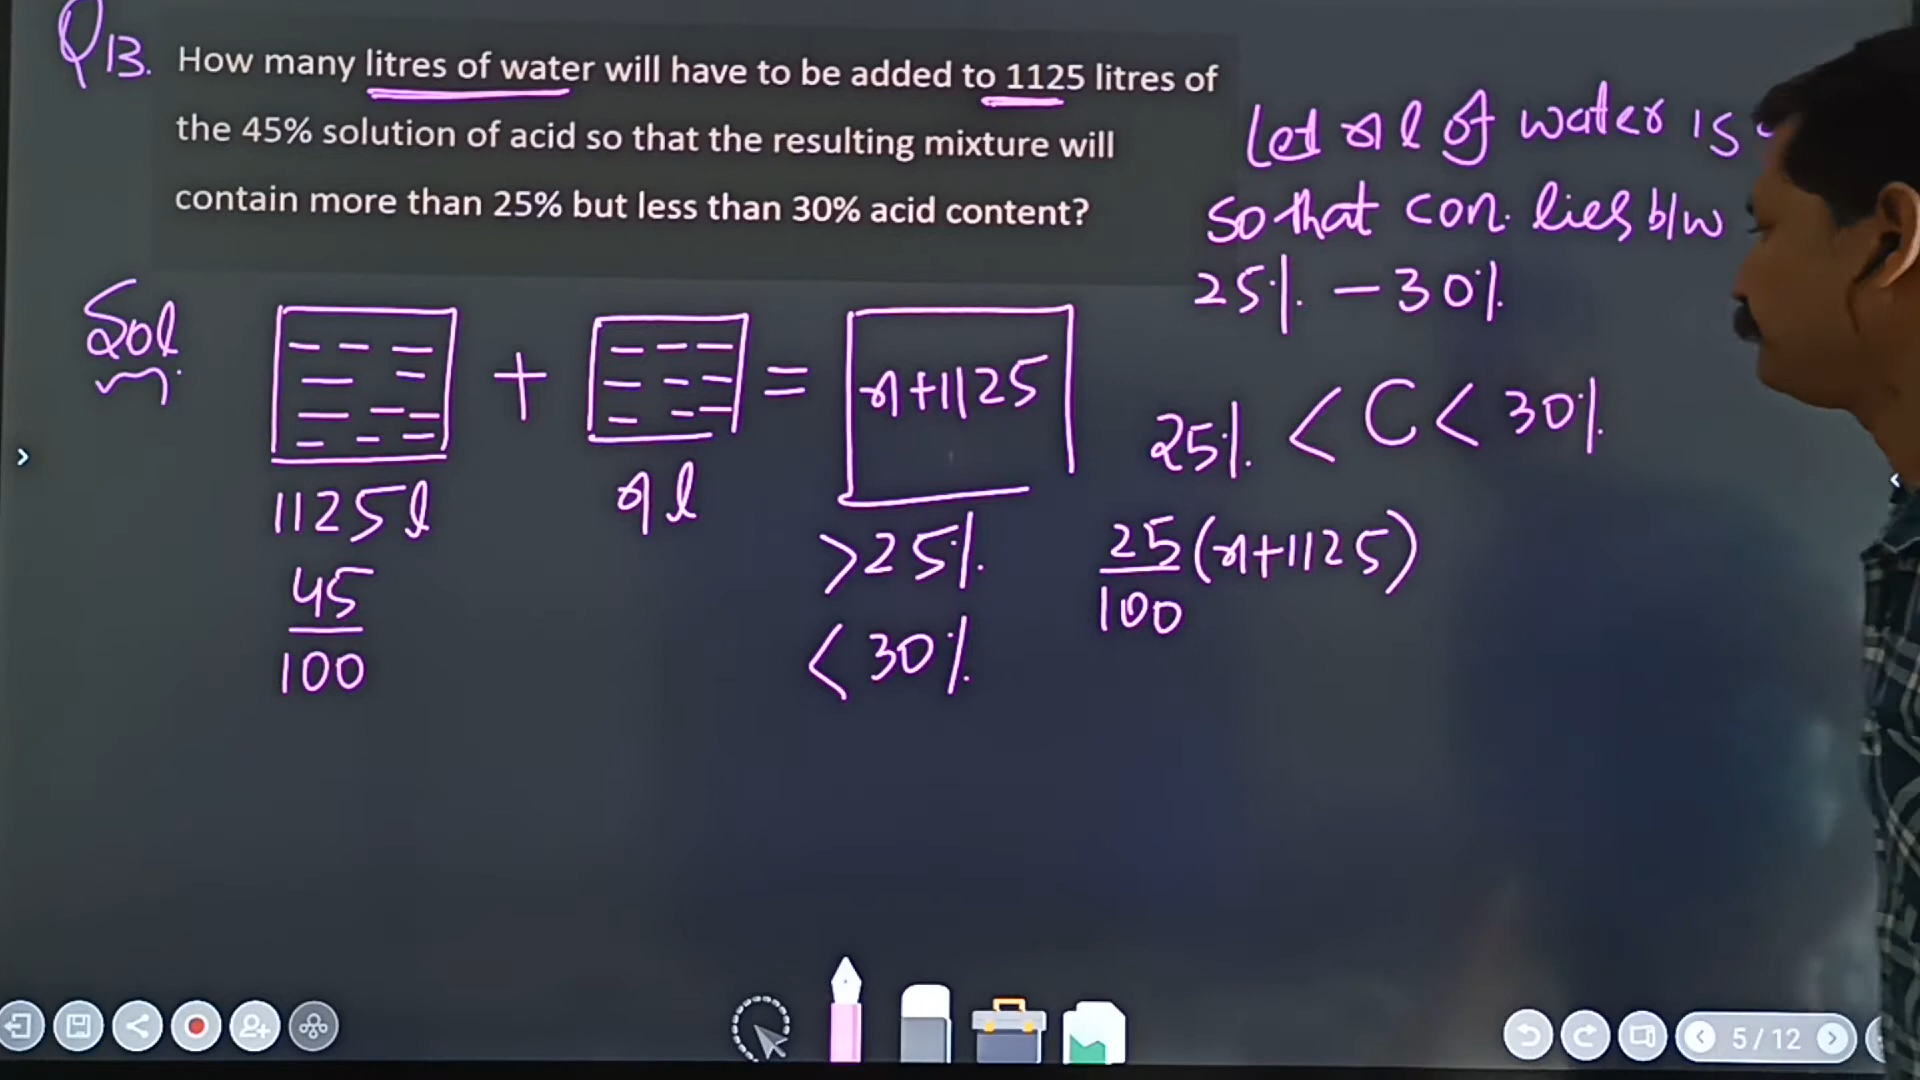 Q13. How many litres of water will have to be added to 1125 litres of
the 45% solution of acid so that the resulting mixture will
contain more than 25% but less than 30% acid content?
Let x l of water is
so that con. lies b/w
25% - 30%
Sol
+ = x+1125
1125 l
x l
45/100
>25%
<30%
25% < C < 30%
25/100 (x+1125)
5 / 12